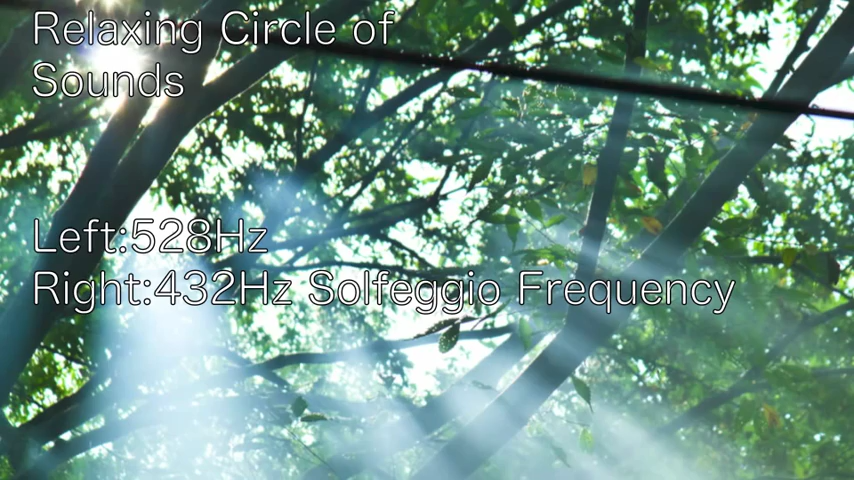 Relaxing Circle of
Sounds
Left:528Hz
Right:432Hz Solfeggio Frequency